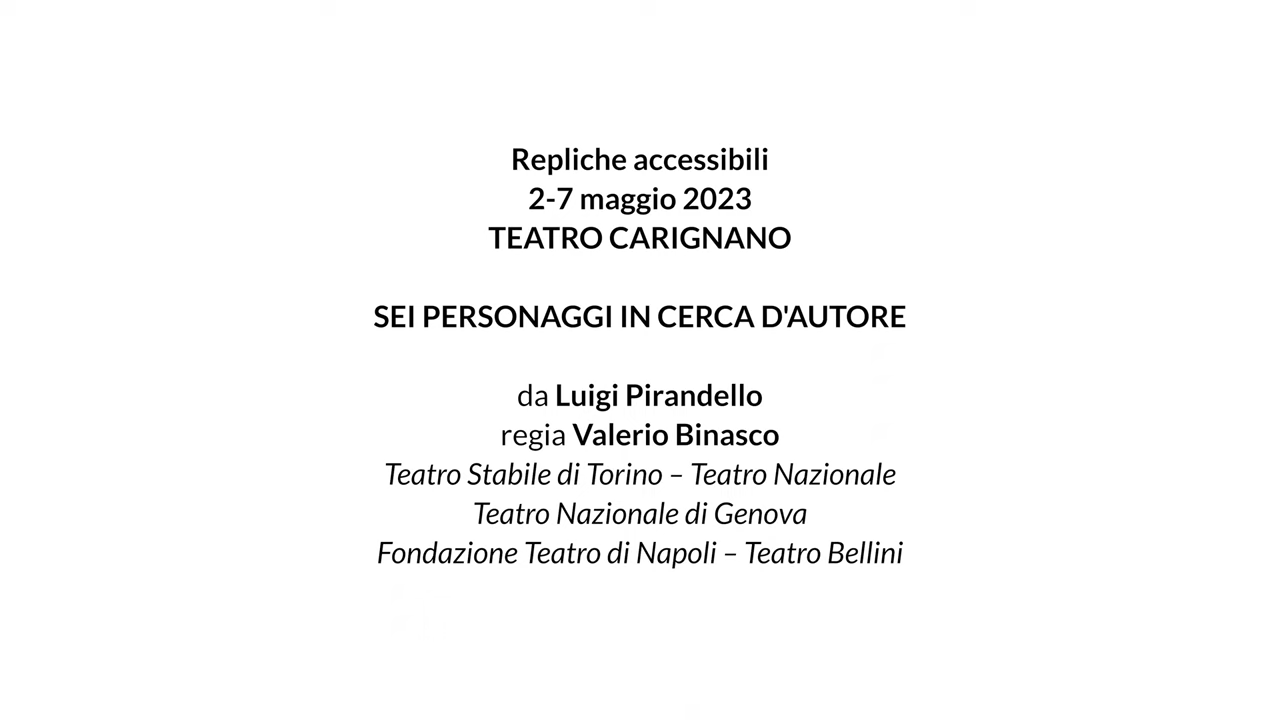 Repliche accessibili
2-7 maggio 2023
TEATRO CARIGNANO
SEI PERSONAGGI IN CERCA D'AUTORE
da Luigi Pirandello
regia Valerio Binasco
Teatro Stabile di Torino – Teatro Nazionale
Teatro Nazionale di Genova
Fondazione Teatro di Napoli – Teatro Bellini